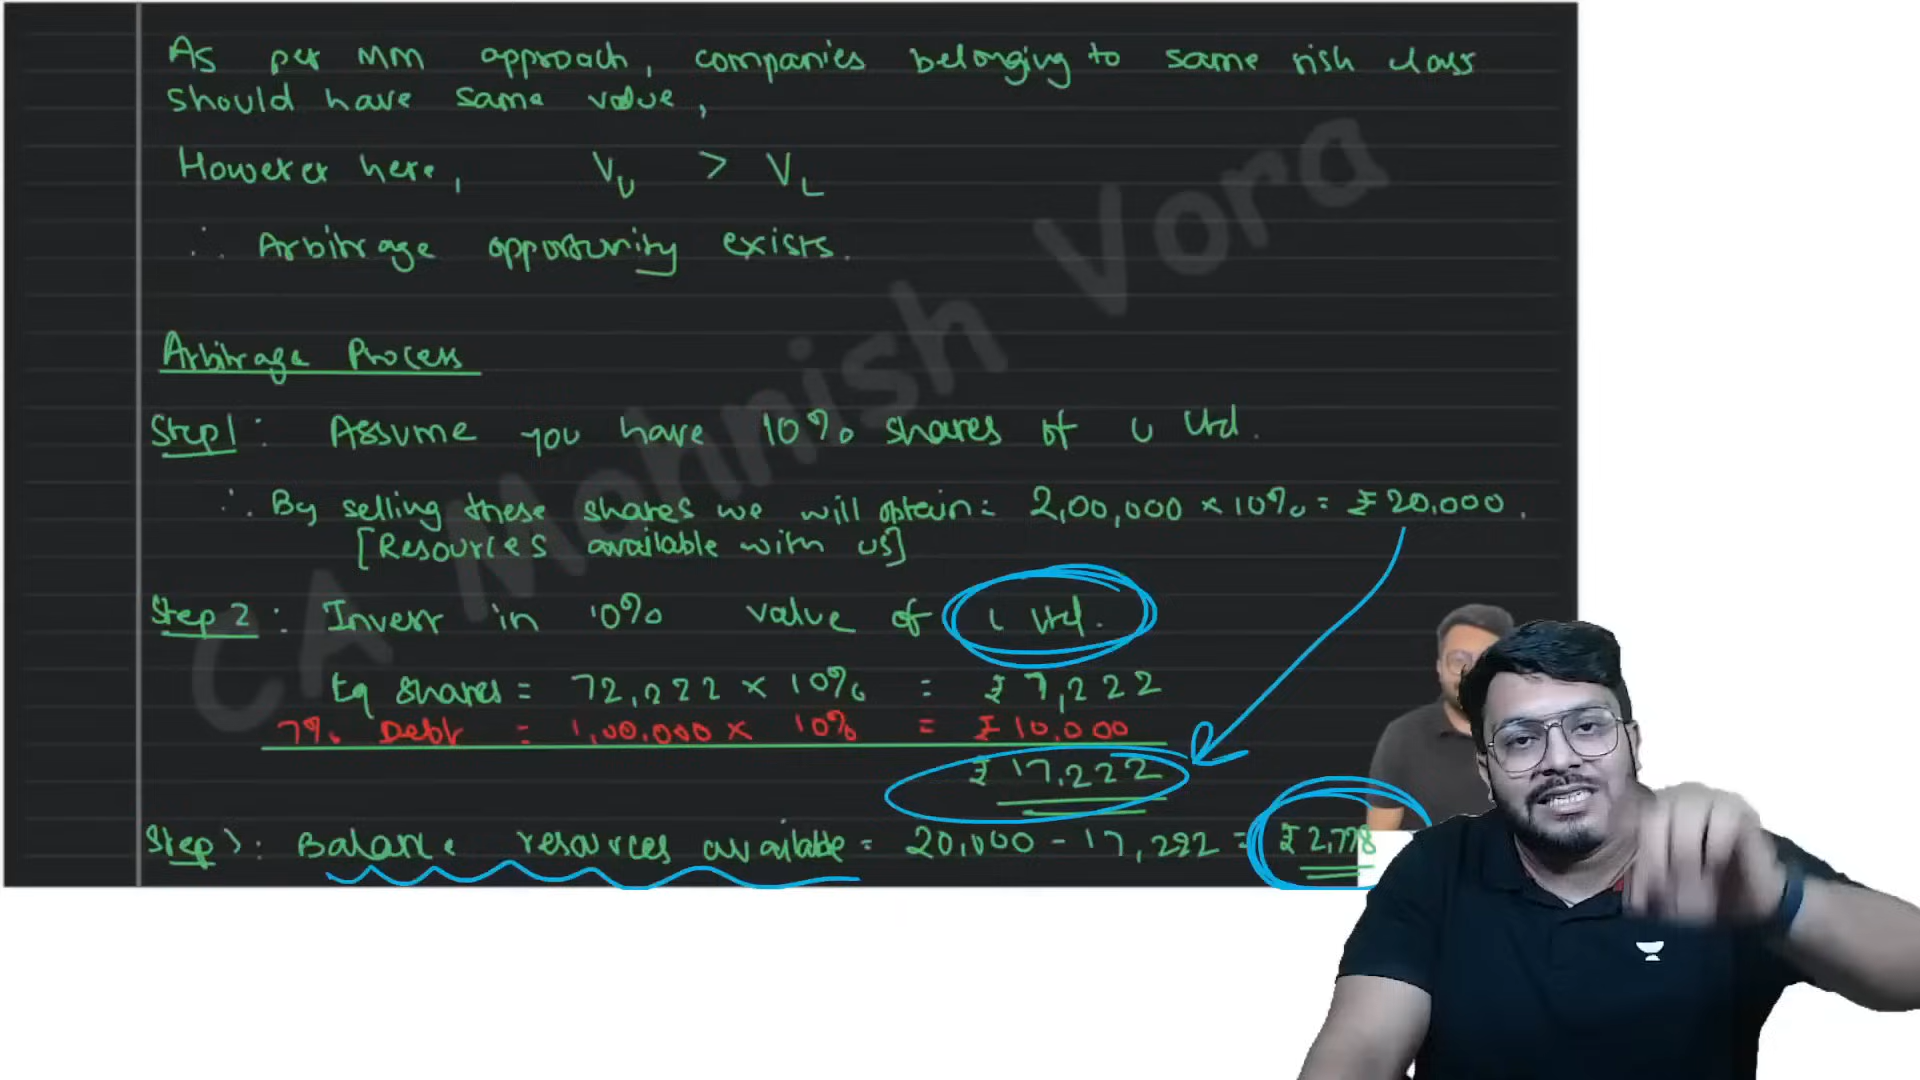 As per MM approach, companies belonging to same risk class
should have same value,
However here, VU > VL
∴ Arbitrage opportunity exists.
Arbitrage Process
Step 1: Assume you have 10% shares of U Ltd.
∴ By selling these shares we will obtain = 2,00,000 × 10% = ₹20,000.
[Resources available with us]
Step 2: Invest in 10% value of L Ltd.
Eq shares = 72,222 × 10% = ₹7,222
7% Debt = 1,00,000 × 10% = ₹10,000
₹17,222
Step 3: Balance resources available = 20,000 - 17,222 = ₹2,778
CA Mohnish Vora